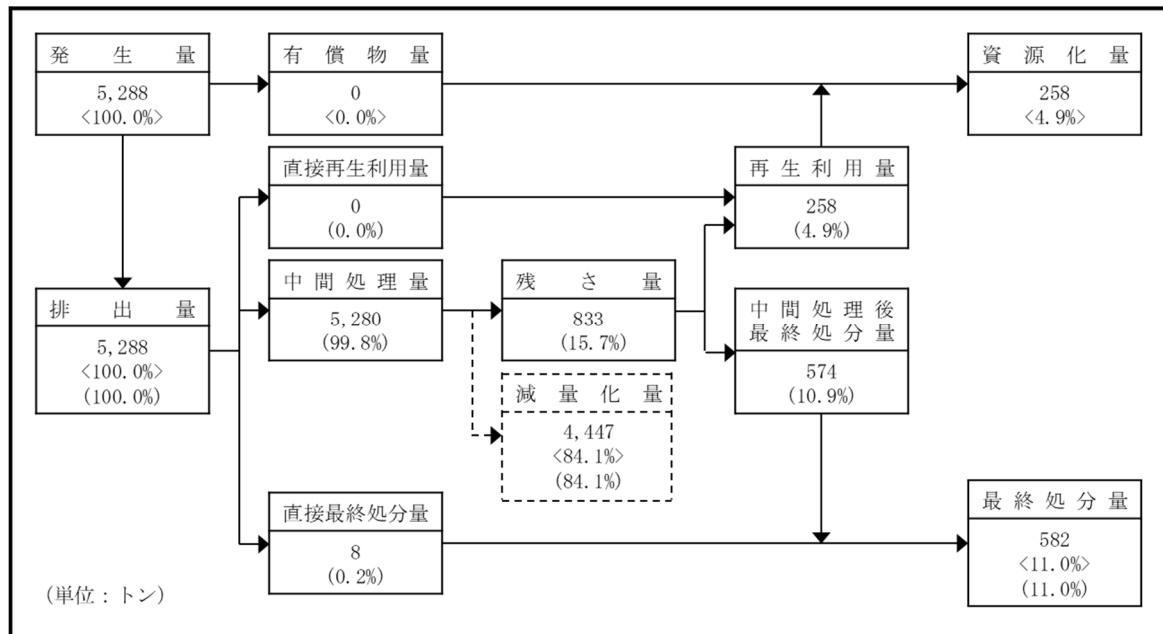 発生量
5,288
<100.0%>
有償物量
0
<0.0%>
資源化量
258
<4.9%>
直接再生利用量
0
(0.0%)
再生利用量
258
(4.9%)
排出量
5,288
<100.0%>
(100.0%)
中間処理量
5,280
(99.8%)
残さ量
833
(15.7%)
中間処理後
最終処分量
574
(10.9%)
減量化量
4,447
<84.1%>
(84.1%)
直接最終処分量
8
(0.2%)
最終処分量
582
<11.0%>
(11.0%)
(単位：トン)